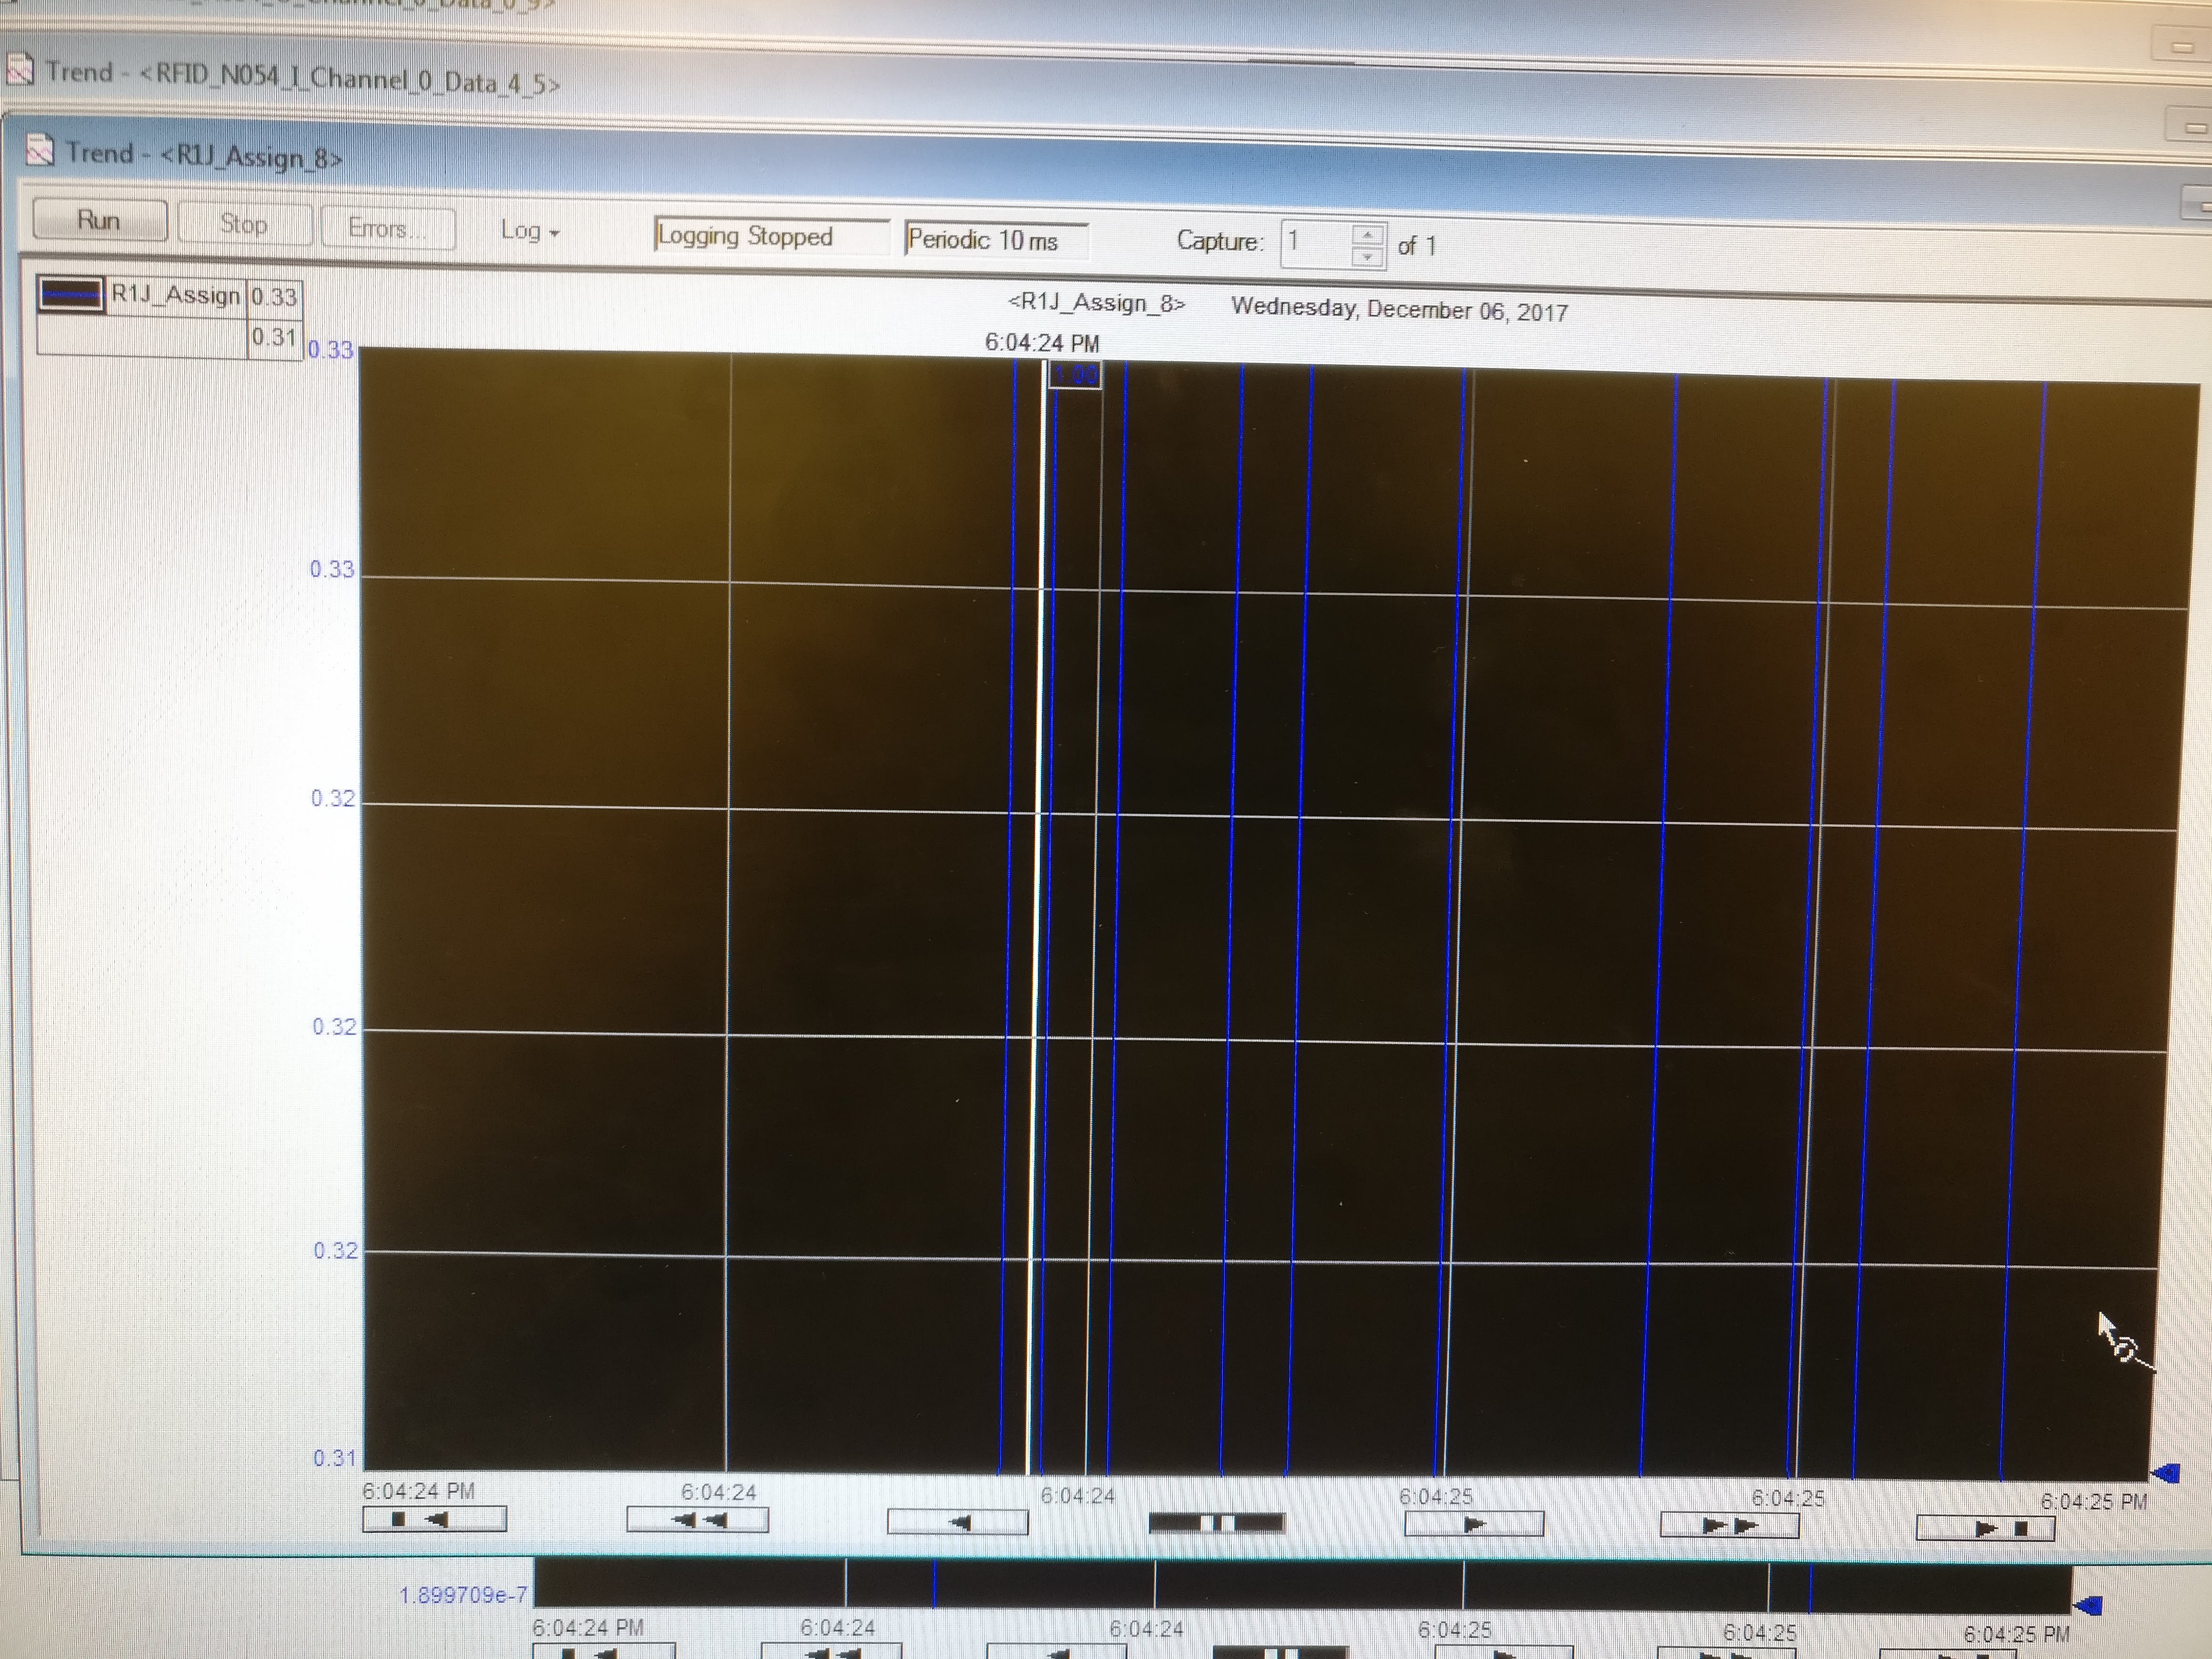 Trend - <RFID_N054_I_Channel_0_Data_4_5>
Trend - <R1J_Assign_8>
Run Stop Errors... Log Logging Stopped Periodic 10 ms Capture: 1 of 1
R1J_Assign 0.33
0.31
<R1J_Assign_8> Wednesday, December 06, 2017
6:04:24 PM
1.00
0.33
0.33
0.32
0.32
0.32
0.31
6:04:24 PM 6:04:24 6:04:24 6:04:25 6:04:25 6:04:25 PM
1.899709e-7
6:04:24 PM 6:04:24 6:04:24 6:04:25 6:04:25 6:04:25 PM